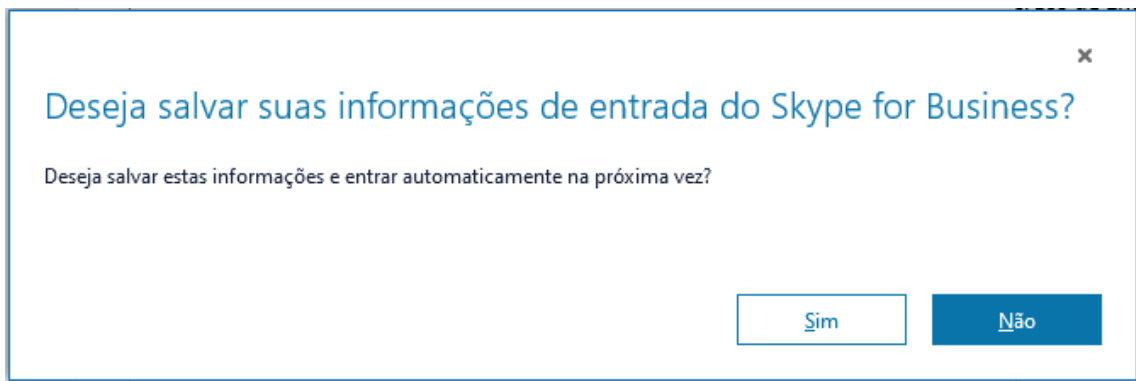 Deseja salvar suas informações de entrada do Skype for Business?
Deseja salvar estas informações e entrar automaticamente na próxima vez?
Sim Não